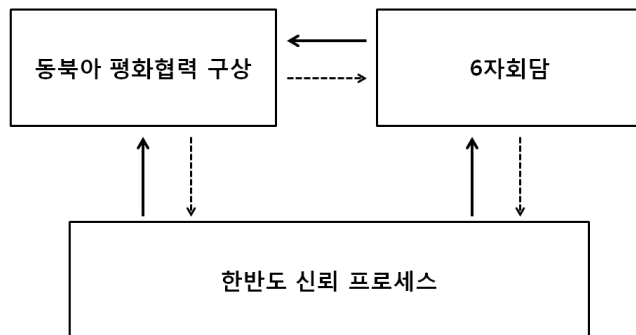 동북아 평화협력 구상
6자회담
한반도 신뢰 프로세스